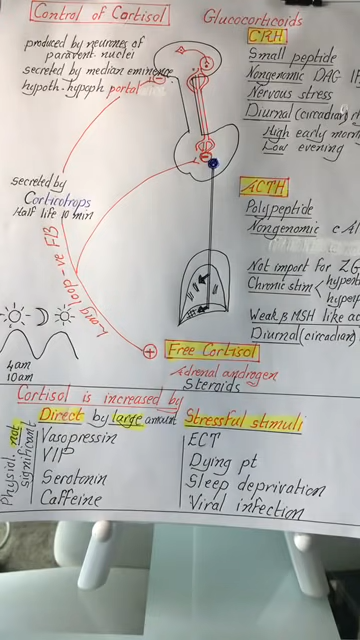 Control of Cortisol
Glucocorticoids
produced by neurones of
paravent. nuclei
secreted by median eminence
hypoth. hypoph portal
CRH
Small peptide
Nongenomic DAG
Nervous stress
Diurnal (circadian)
High early
Low evening
secreted by
Corticotrops
Half life 10 min
Long loop -ve FB
ACTH
Polypeptide
Nongenomic c
Not import for ZG
Chronic stim
Weak β MSH like
Diurnal (circadian)
4am
10am
+
Free Cortisol
Adrenal androgen
Steroids
Cortisol is increased by
Direct by large amount
Physiol. not
significant
Vasopressin
VIP
Serotonin
Caffeine
Stressful stimuli
ECT
Dying pt
Sleep deprivation
Viral infection